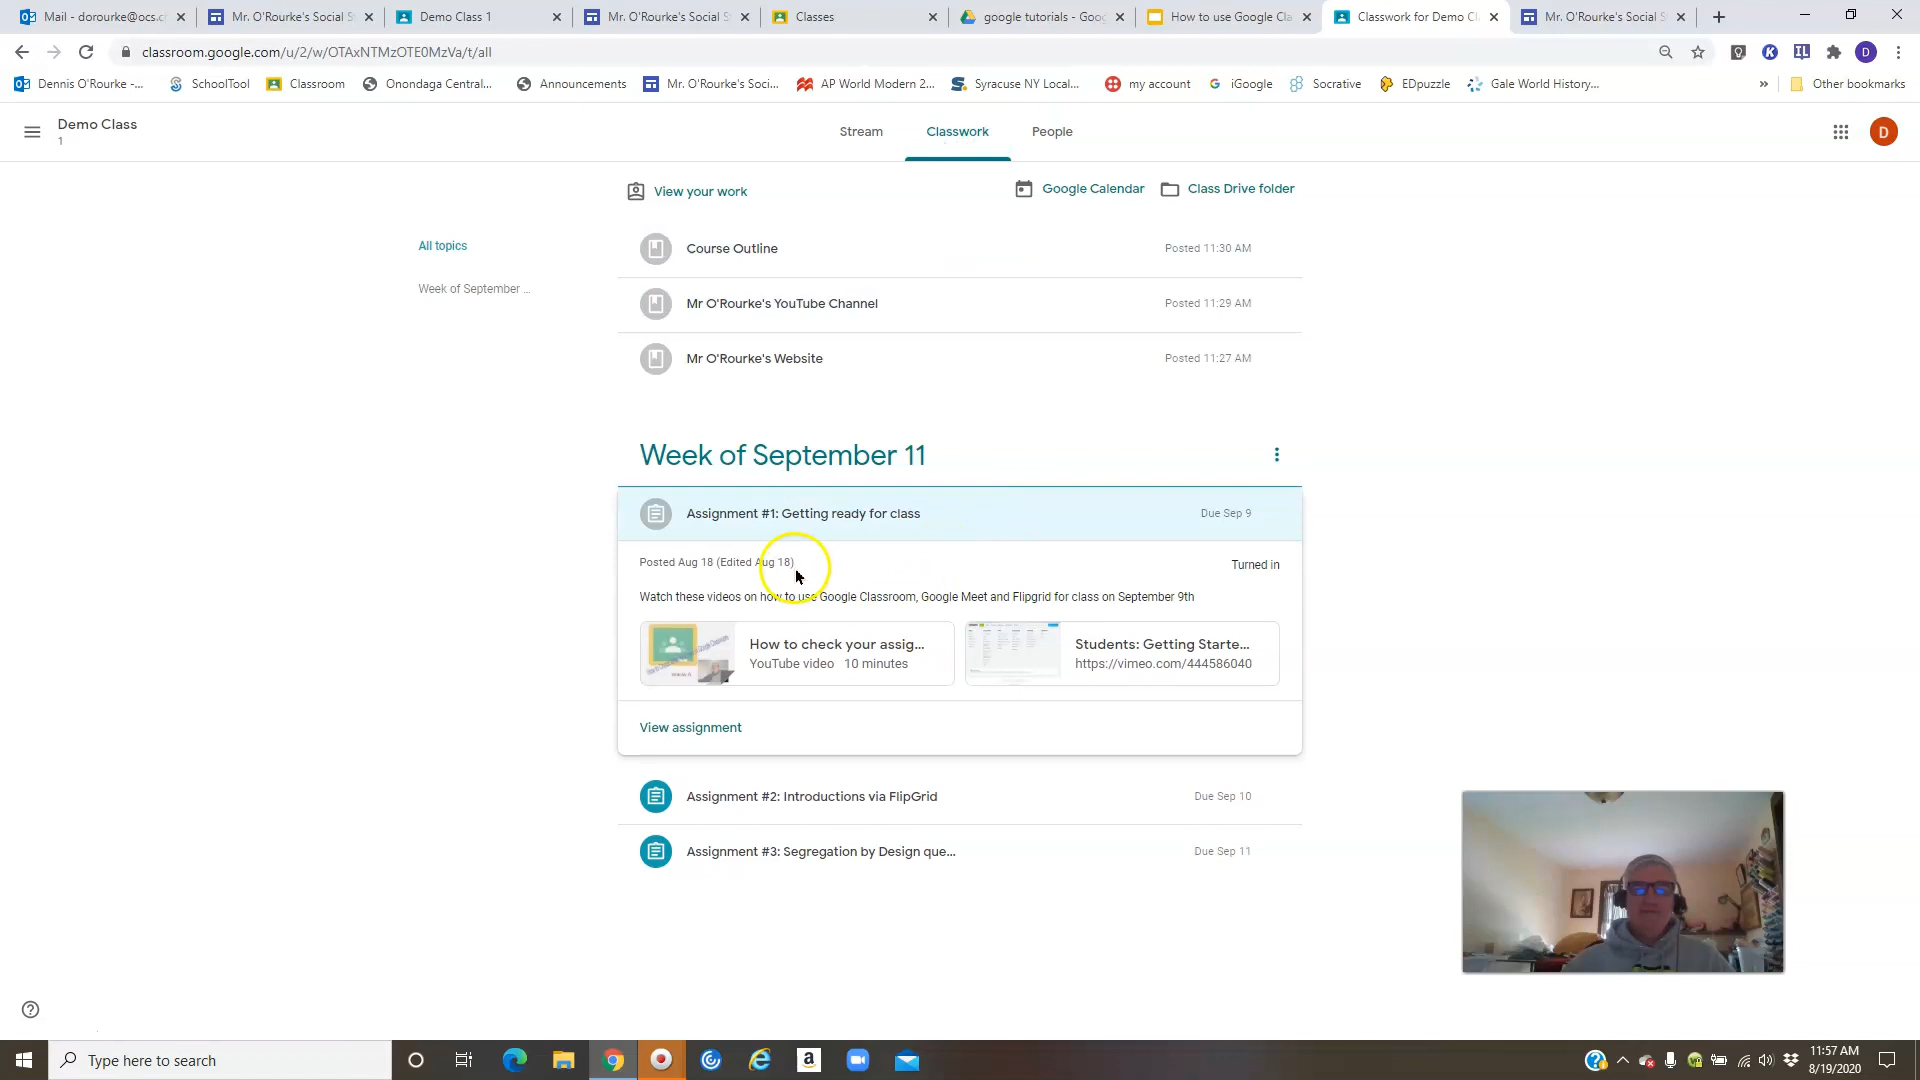 Mail - dorourke@ocs.c
Mr. O'Rourke's Social S
Demo Class 1
Mr. O'Rourke's Social S
Classes
google tutorials - Goog
How to use Google Cla
Classwork for Demo Cl
Mr. O'Rourke's Social S
classroom.google.com/u/2/w/OTAxNTMzOTE0MzVa/t/all
Dennis O'Rourke -...
SchoolTool
Classroom
Onondaga Central...
Announcements
Mr. O'Rourke's Soci...
AP World Modern 2...
Syracuse NY Local...
my account
iGoogle
Socrative
EDpuzzle
Gale World History...
»
Other bookmarks
Demo Class
1
Stream
Classwork
People
D
View your work
Google Calendar
Class Drive folder
All topics
Week of September ...
Course Outline
Posted 11:30 AM
Mr O'Rourke's YouTube Channel
Posted 11:29 AM
Mr O'Rourke's Website
Posted 11:27 AM
Week of September 11
Assignment #1: Getting ready for class
Due Sep 9
Posted Aug 18 (Edited Aug 18)
Turned in
Watch these videos on how to use Google Classroom, Google Meet and Flipgrid for class on September 9th
How to check your assig...
YouTube video 10 minutes
Students: Getting Starte...
https://vimeo.com/444586040
View assignment
Assignment #2: Introductions via FlipGrid
Due Sep 10
Assignment #3: Segregation by Design que...
Due Sep 11
Type here to search
11:57 AM
8/19/2020